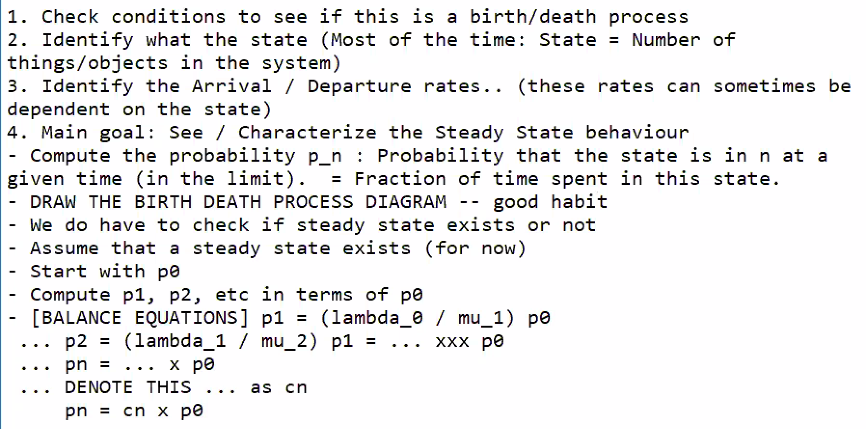 1. Check conditions to see if this is a birth/death process
2. Identify what the state (Most of the time: State = Number of
things/objects in the system)
3. Identify the Arrival / Departure rates.. (these rates can sometimes be
dependent on the state)
4. Main goal: See / Characterize the Steady State behaviour
- Compute the probability p_n : Probability that the state is in n at a
given time (in the limit).  = Fraction of time spent in this state.
- DRAW THE BIRTH DEATH PROCESS DIAGRAM -- good habit
- We do have to check if steady state exists or not
- Assume that a steady state exists (for now)
- Start with p0
- Compute p1, p2, etc in terms of p0
- [BALANCE EQUATIONS] p1 = (lambda_0 / mu_1) p0
... p2 = (lambda_1 / mu_2) p1 = ... xxx p0
... pn = ... x p0
... DENOTE THIS ... as cn
pn = cn x p0